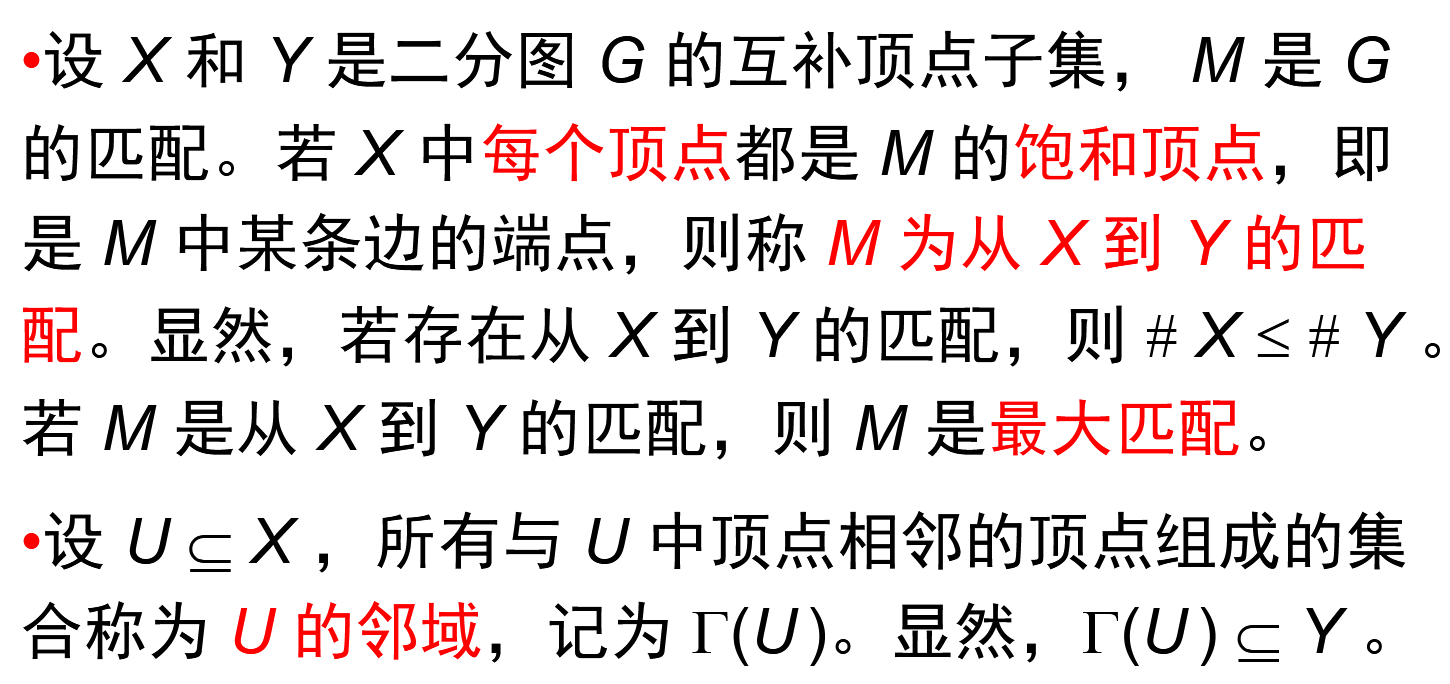 •设 X 和 Y 是二分图 G 的互补顶点子集， M 是 G
的匹配。若 X 中每个顶点都是 M 的饱和顶点，即
是 M 中某条边的端点，则称 M 为从 X 到 Y 的匹
配。显然，若存在从 X 到 Y 的匹配，则 # X ≤ # Y 。
若 M 是从 X 到 Y 的匹配，则 M 是最大匹配。
•设 U ⊆ X ，所有与 U 中顶点相邻的顶点组成的集
合称为 U 的邻域，记为 Γ(U)。显然，Γ(U) ⊆ Y 。